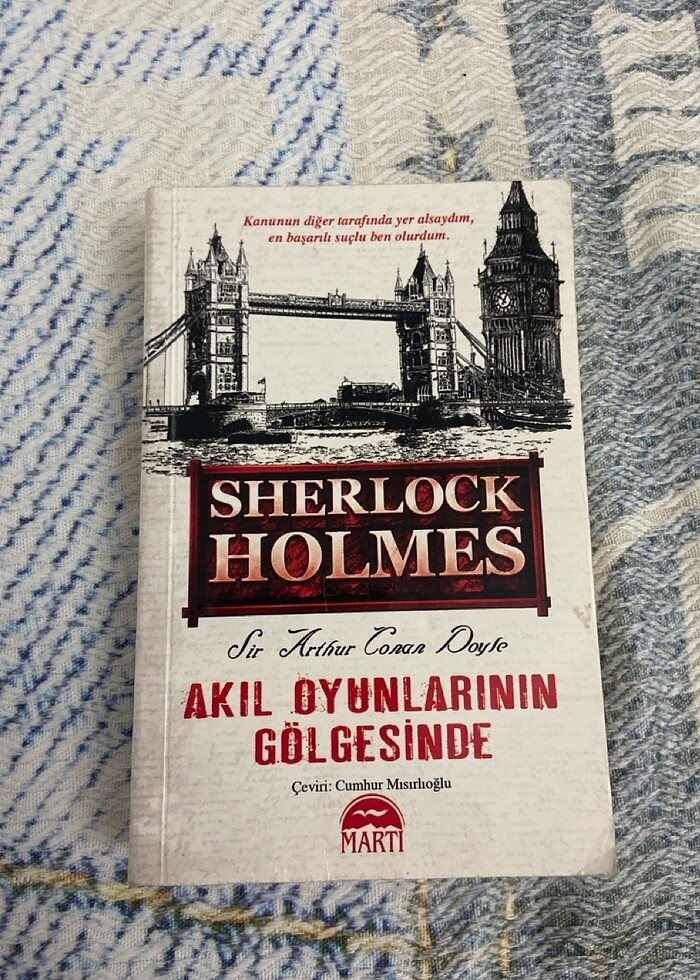 Kanunun diğer tarafında yer alsaydım,
en başarılı suçlu ben olurdum.
SHERLOCK
HOLMES
Sir Arthur Conan Doyle
AKIL OYUNLARININ
GÖLGESİNDE
Çeviri: Cumhur Mısırlıoğlu
MARTI